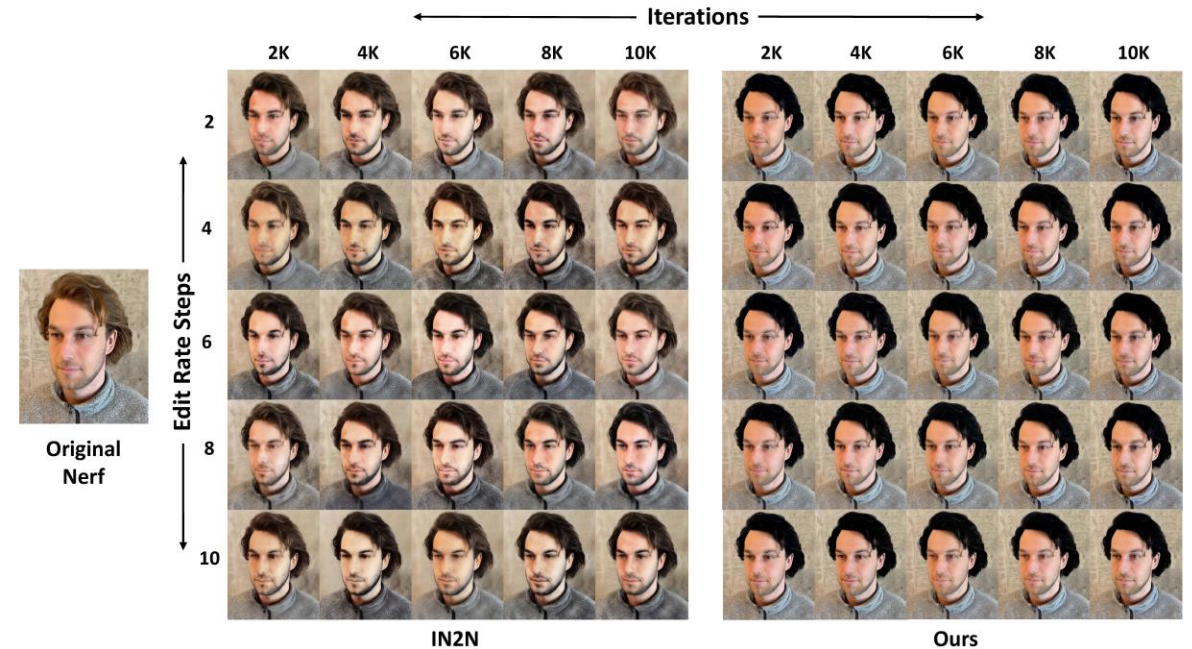 Iterations
2K 4K 6K 8K 10K 2K 4K 6K 8K 10K
2
4
6
8
10
Edit Rate Steps
Original
Nerf
IN2N Ours